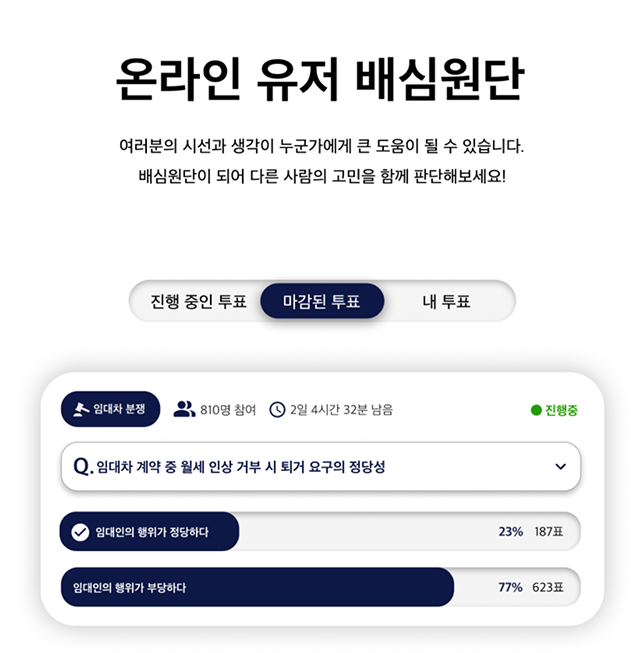 온라인 유저 배심원단
여러분의 시선과 생각이 누군가에게 큰 도움이 될 수 있습니다.
배심원단이 되어 다른 사람의 고민을 함께 판단해보세요!
진행 중인 투표 마감된 투표 내 투표
임대차 분쟁 810명 참여 2일 4시간 32분 남음 진행중
Q. 임대차 계약 중 월세 인상 거부 시 퇴거 요구의 정당성
임대인의 행위가 정당하다 23% 187표
임대인의 행위가 부당하다 77% 623표